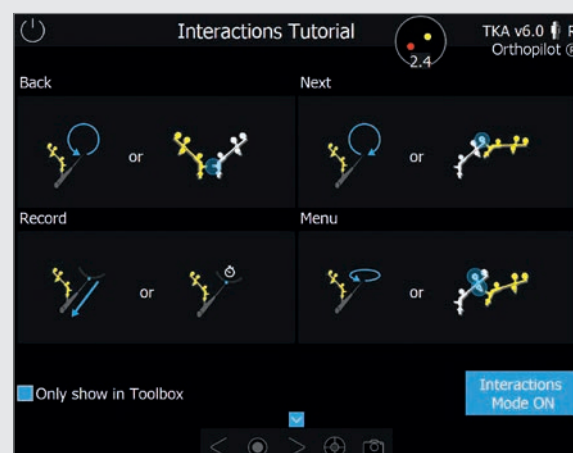 Interactions Tutorial
2.4
TKA v6.0 R
Orthopilot ®
Back
Next
or
or
Record
Menu
or
or
Only show in Toolbox
Interactions
Mode ON